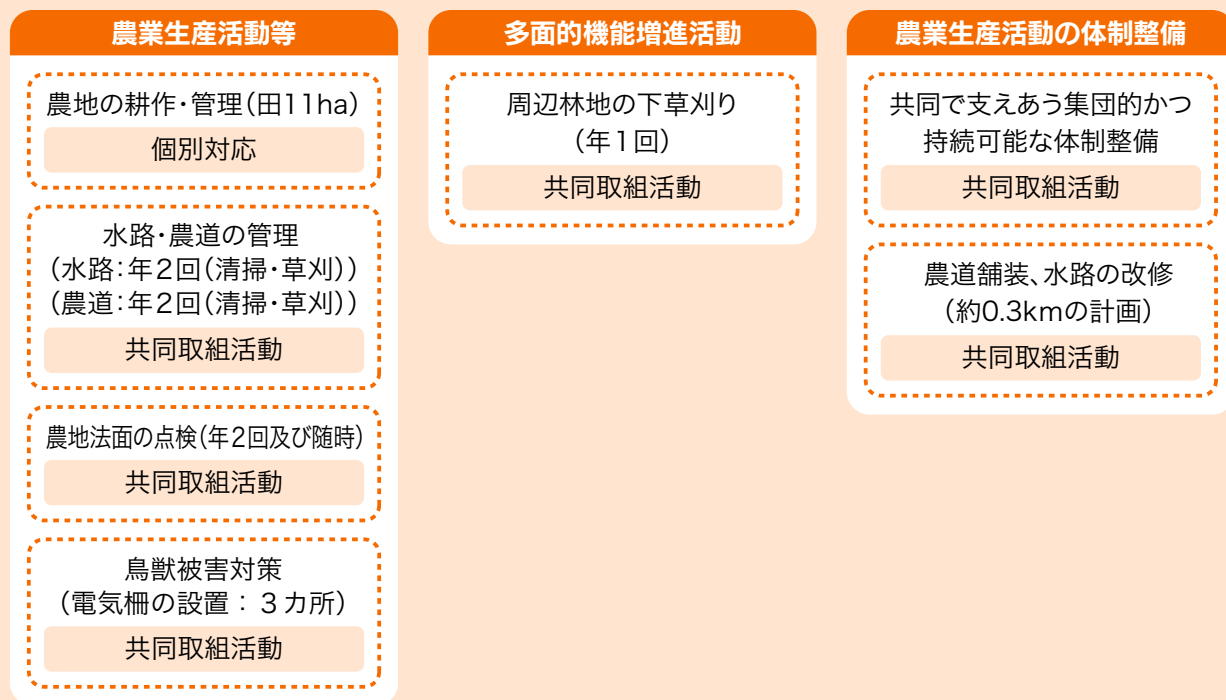 農業生産活動等
農地の耕作・管理(田11ha)
個別対応
水路・農道の管理
(水路:年2回(清掃・草刈))
(農道:年2回(清掃・草刈))
共同取組活動
農地法面の点検(年2回及び随時)
共同取組活動
鳥獣被害対策
(電気柵の設置:3カ所)
共同取組活動
多面的機能増進活動
周辺林地の下草刈り
(年1回)
共同取組活動
農業生産活動の体制整備
共同で支えあう集団的かつ
持続可能な体制整備
共同取組活動
農道舗装、水路の改修
(約0.3kmの計画)
共同取組活動